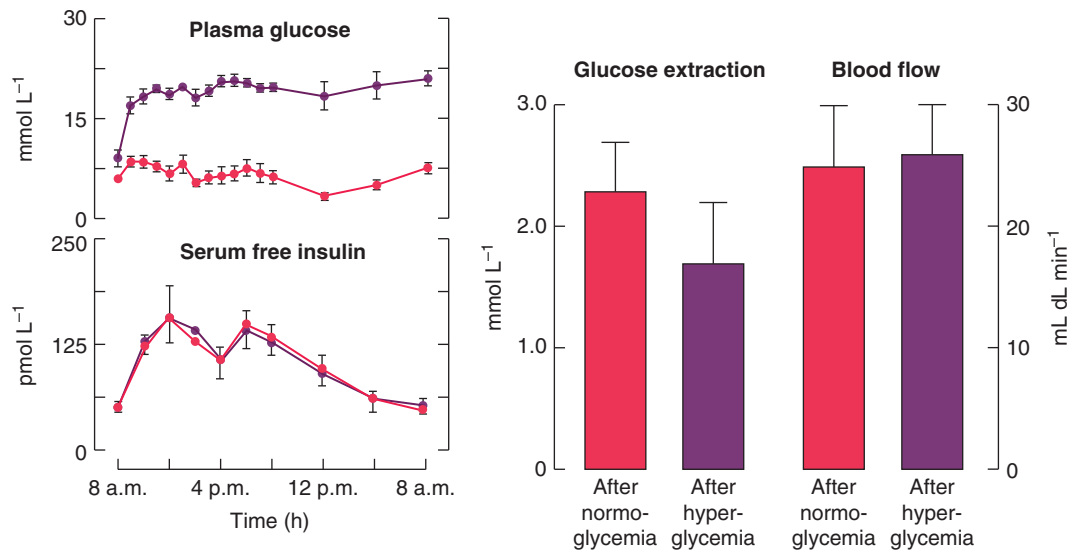 Plasma glucose
30
15
0
mmol L⁻¹
Serum free insulin
250
125
0
pmol L⁻¹
8 a.m.
4 p.m.
12 p.m.
8 a.m.
Time (h)
Glucose extraction
Blood flow
3.0
2.0
1.0
0
mmol L⁻¹
30
20
10
0
mL dL min⁻¹
After
normo-
glycemia
After
hyper-
glycemia
After
normo-
glycemia
After
hyper-
glycemia